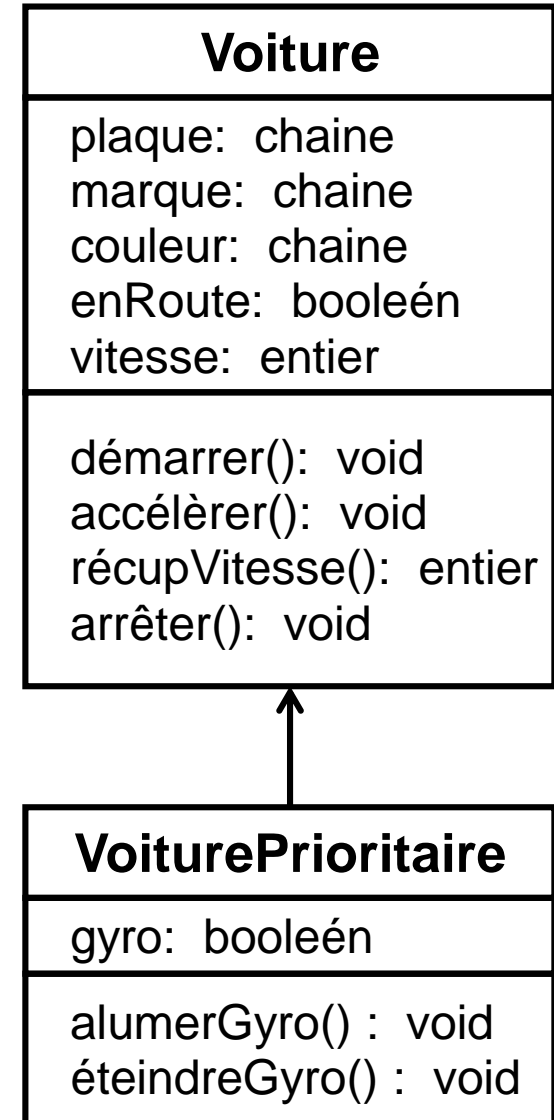 Voiture
plaque: chaine
marque: chaine
couleur: chaine
enRoute: booleén
vitesse: entier
démarrer(): void
accélèrer(): void
récupVitesse(): entier
arrêter(): void
VoiturePrioritaire
gyro: booleén
alumerGyro() : void
éteindreGyro() : void